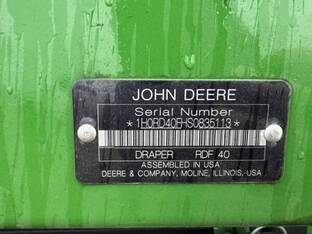 JOHN DEERE
Serial Number
*1H0RD40FHS0835113*
DRAPER RDF 40
ASSEMBLED IN USA
DEERE & COMPANY, MOLINE, ILLINOIS, USA